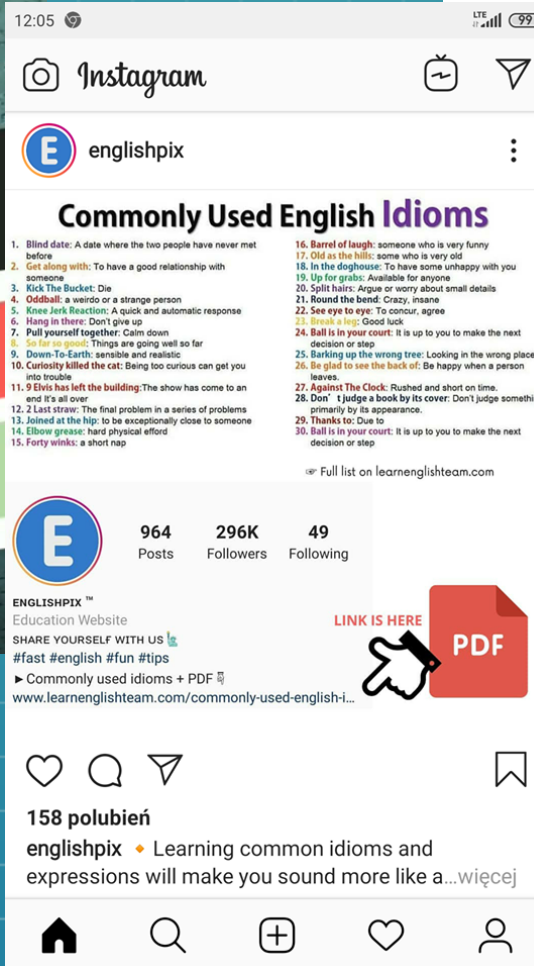 12:05
LTE
99
Instagram
englishpix
Commonly Used English Idioms
1. Blind date: A date where the two people have never met
before
2. Get along with: To have a good relationship with
someone
3. Kick The Bucket: Die
4. Oddball: a weirdo or a strange person
5. Knee Jerk Reaction: A quick and automatic response
6. Hang in there: Don't give up
7. Pull yourself together: Calm down
8. So far so good: Things are going well so far
9. Down-To-Earth: sensible and realistic
10. Curiosity killed the cat: Being too curious can get you
into trouble
11. 9 Elvis has left the building:The show has come to an
end It's all over
12. 2 Last straw: The final problem in a series of problems
13. Joined at the hip: to be exceptionally close to someone
14. Elbow grease: hard physical efford
15. Forty winks: a short nap
16. Barrel of laugh: someone who is very funny
17. Old as the hills: some who is very old
18. In the doghouse: To have some unhappy with you
19. Up for grabs: Available for anyone
20. Split hairs: Argue or worry about small details
21. Round the bend: Crazy, insane
22. See eye to eye: To concur, agree
23. Break a leg: Good luck
24. Ball is in your court: It is up to you to make the next
decision or step
25. Barking up the wrong tree: Looking in the wrong place
26. Be glad to see the back of: Be happy when a person
leaves.
27. Against The Clock: Rushed and short on time.
28. Don' t judge a book by its cover: Don't judge somethi
primarily by its appearance.
29. Thanks to: Due to
30. Ball is in your court: It is up to you to make the next
decision or step
☞ Full list on learnenglishteam.com
E
964 296K 49
Posts Followers Following
ENGLISHPIX ™
Education Website
SHARE YOURSELF WITH US
#fast #english #fun #tips
►Commonly used idioms + PDF
www.learnenglishteam.com/commonly-used-english-i...
LINK IS HERE
PDF
158 polubień
englishpix 🔸 Learning common idioms and
expressions will make you sound more like a...więcej